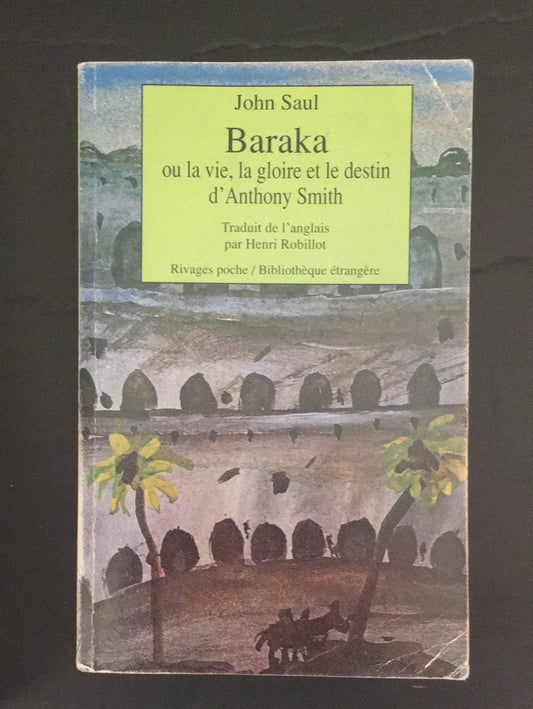 John Saul
Baraka
ou la vie, la gloire et le destin
d'Anthony Smith
Traduit de l'anglais
par Henri Robillot
Rivages poche / Bibliothèque étrangère